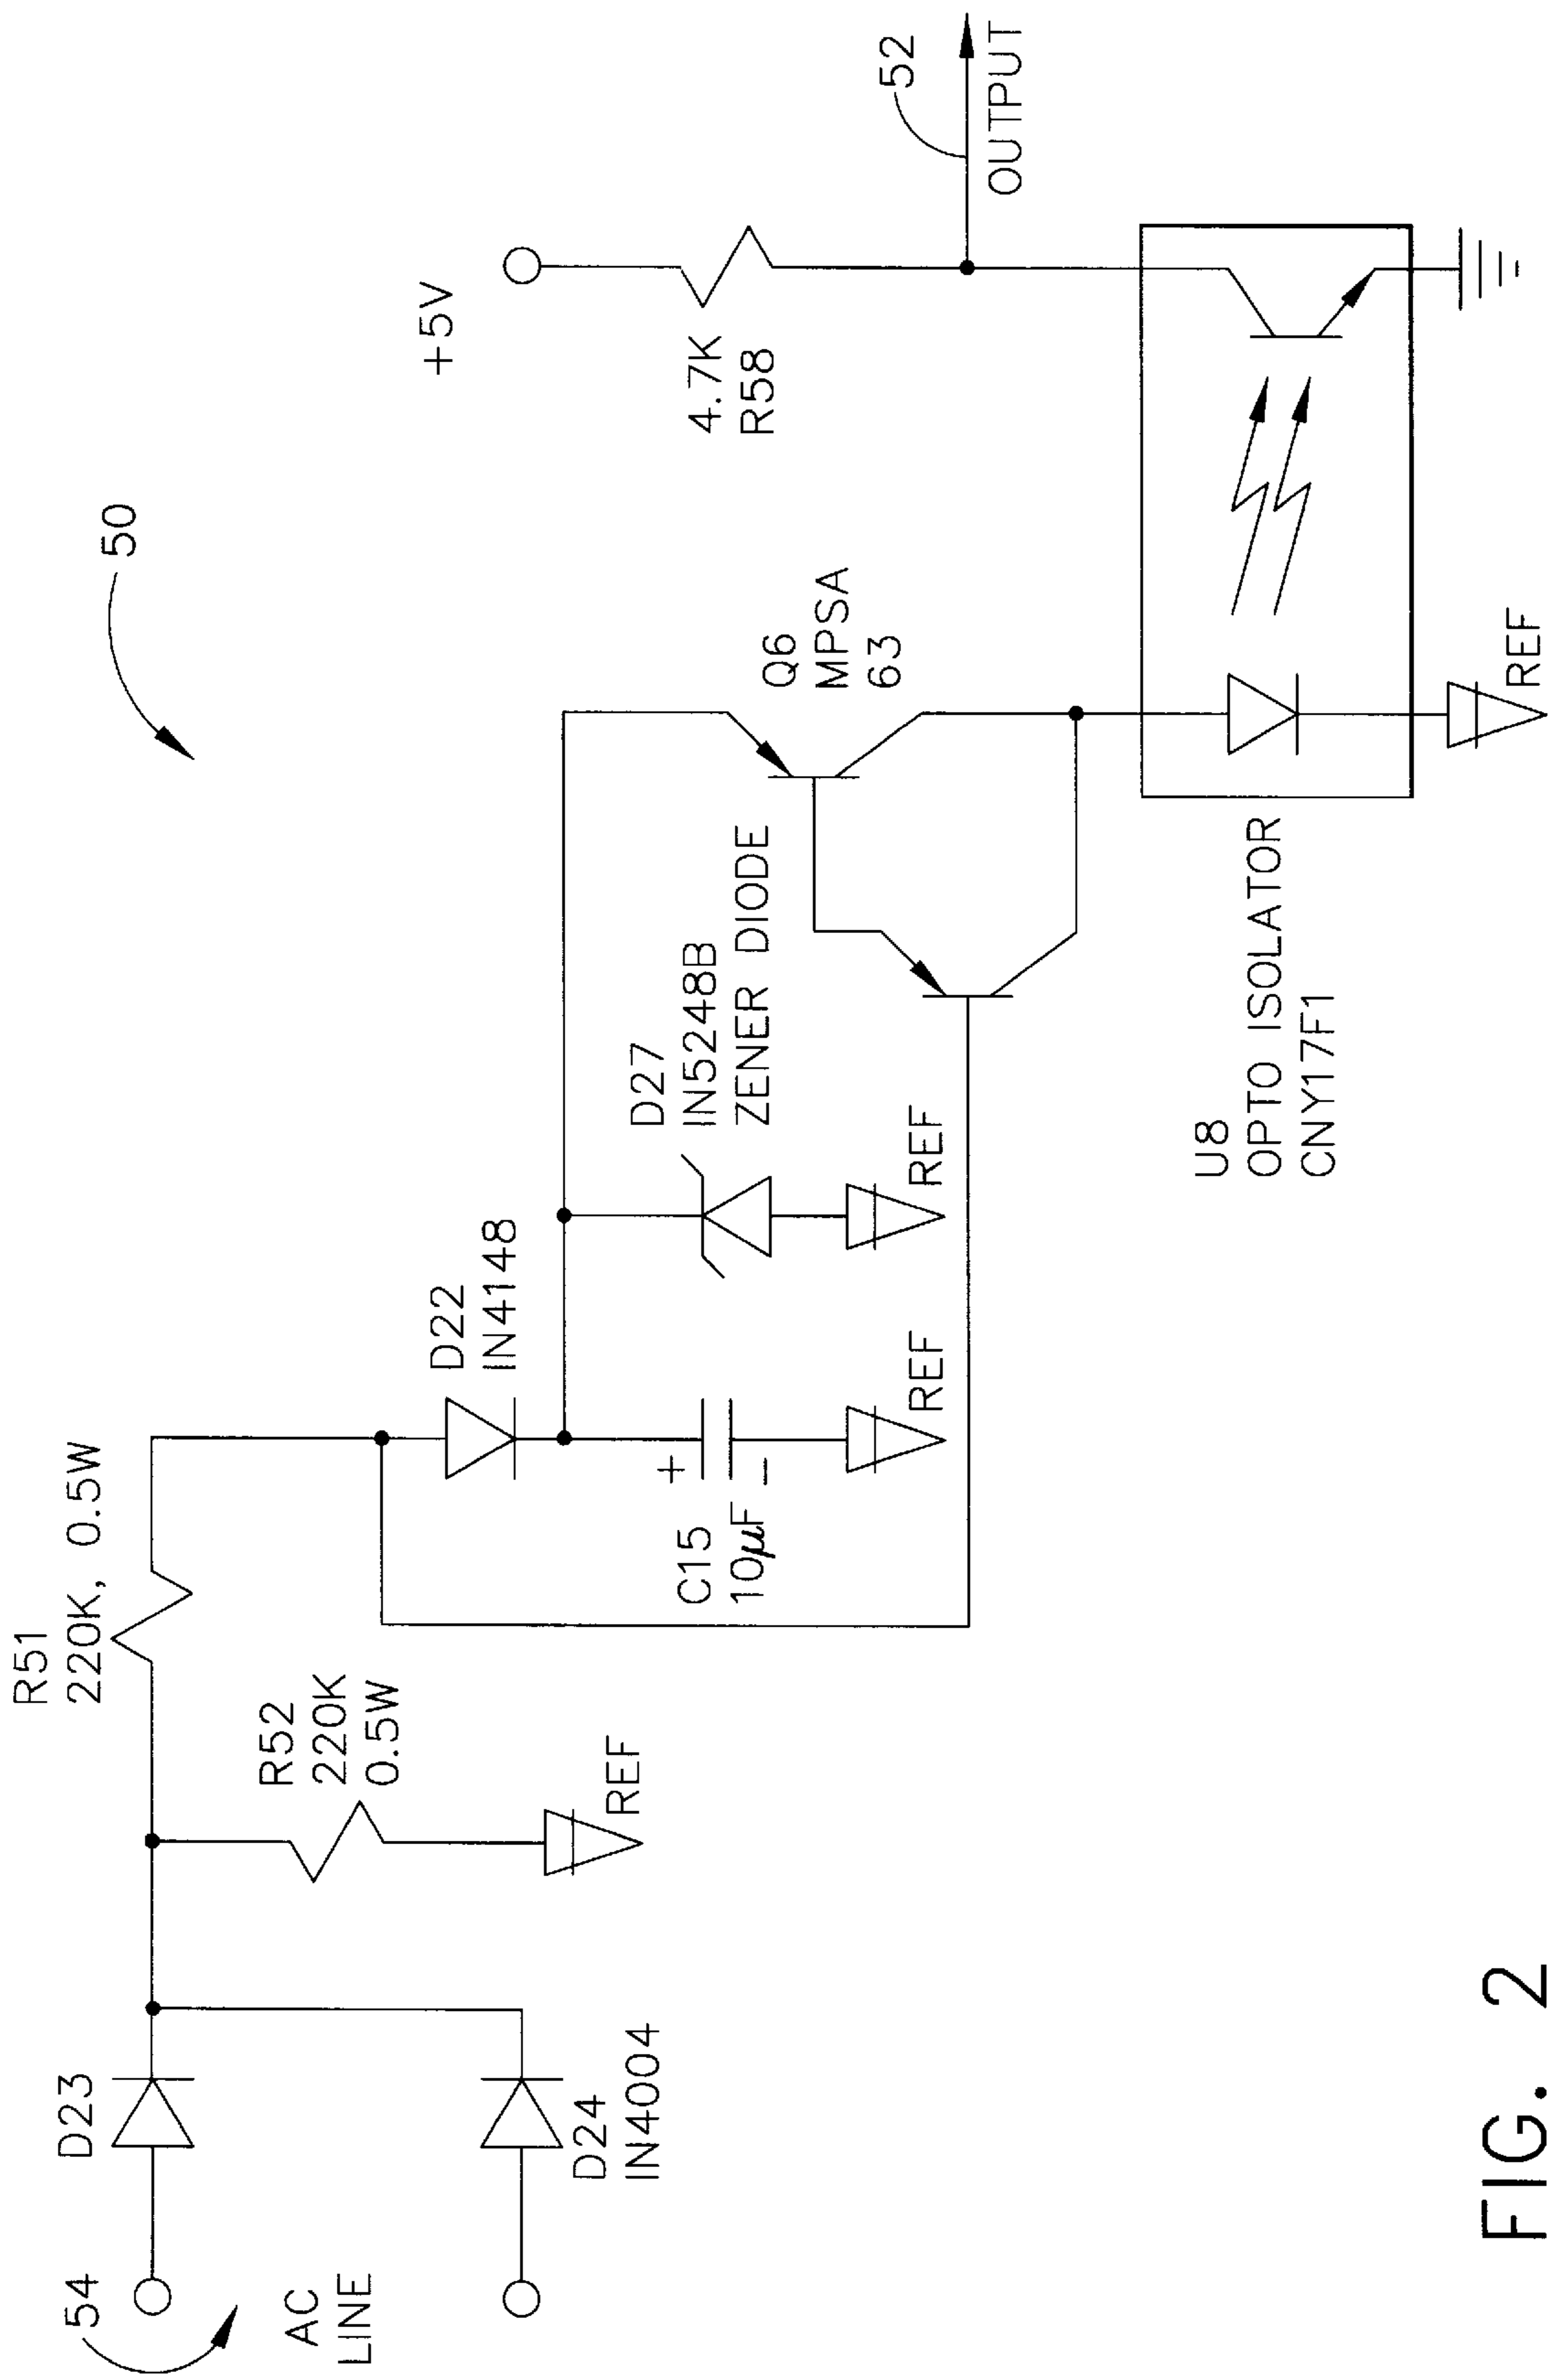 50
54
AC
LINE
D23
D24
IN4004
R52
220K
0.5W
REF
R51
220K, 0.5W
D22
IN4148
+
C15
10µF
−
REF
D27
IN5248B
ZENER DIODE
REF
Q6
MPSA
63
U8
OPTO ISOLATOR
CNY17F1
REF
+5V
4.7K
R58
52
OUTPUT
FIG. 2